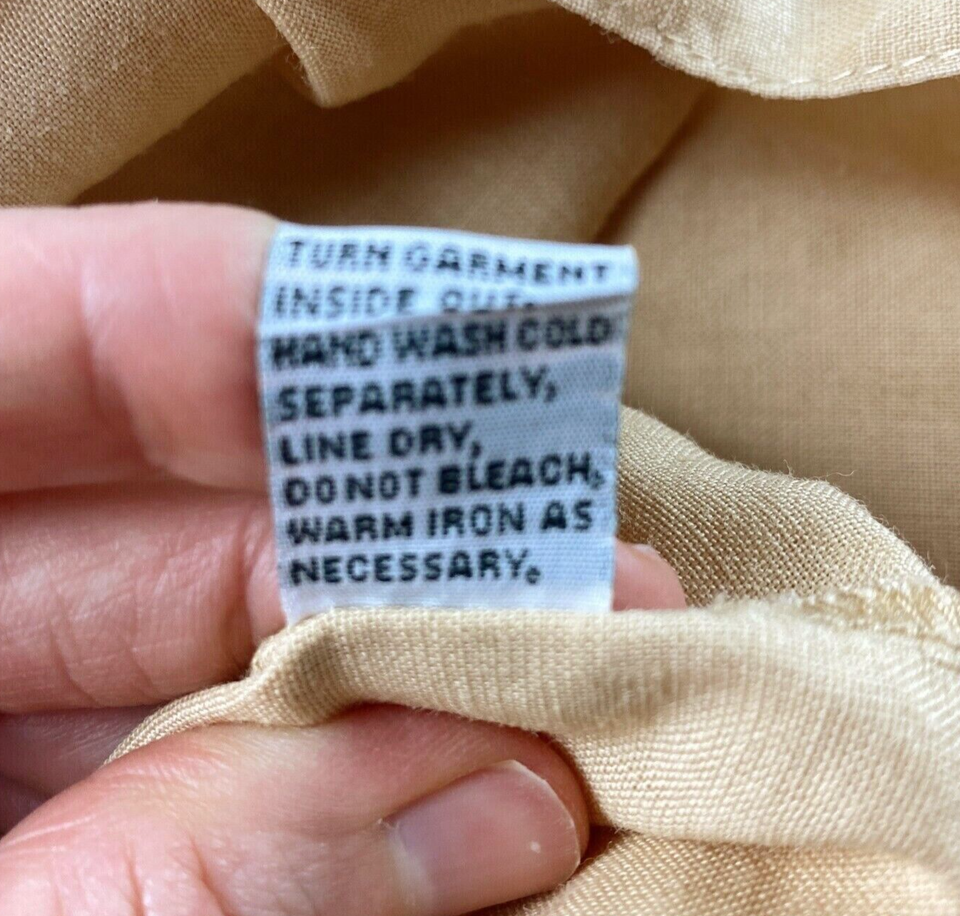 TURN GARMENT
INSIDE OUT.
HAND WASH COLD
SEPARATELY,
LINE DRY,
DO NOT BLEACH,
WARM IRON AS
NECESSARY.